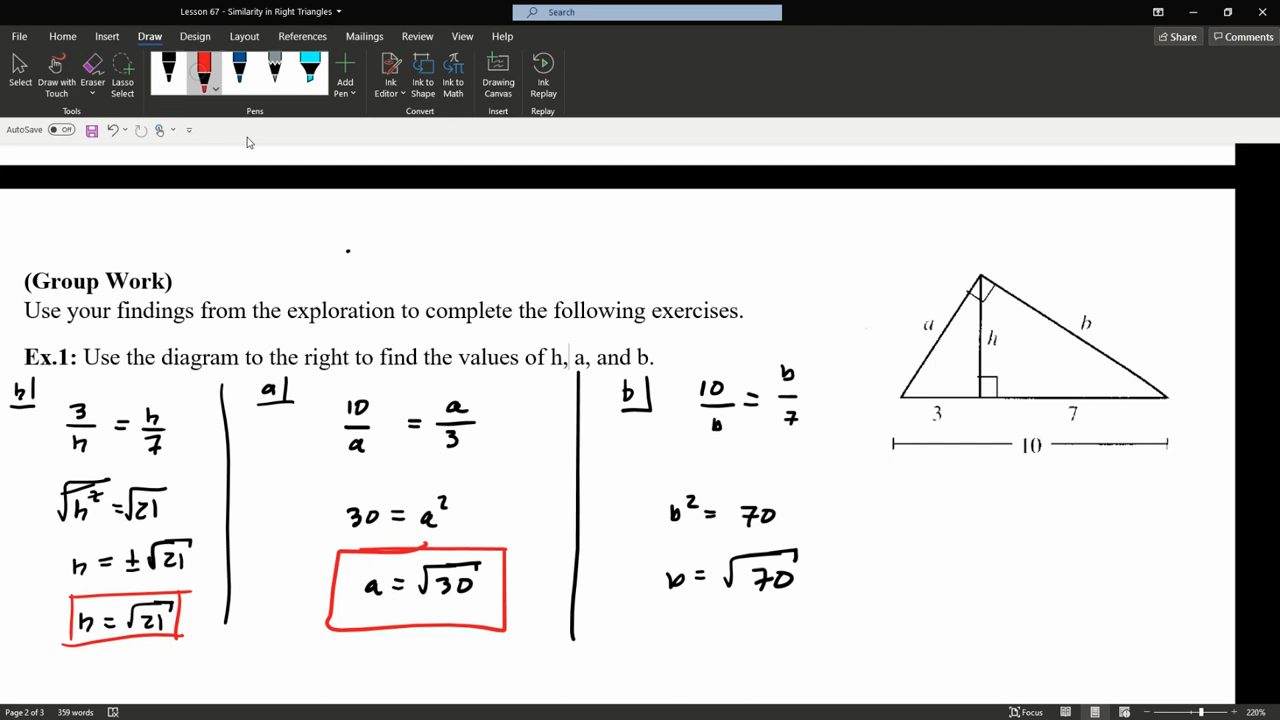 Lesson 67 - Similarity in Right Triangles
Search
File Home Insert Draw Design Layout References Mailings Review View Help
Share Comments
Select Draw with Touch Eraser Lasso Select Add Pen Ink Editor Ink to Shape Ink to Math Drawing Canvas Ink Replay
Tools Pens Convert Insert Replay
AutoSave Off
(Group Work)
Use your findings from the exploration to complete the following exercises.
Ex.1: Use the diagram to the right to find the values of h, a, and b.
h
3/h = h/7
√h² = √21
h = ±√21
h = √21
a
10/a = a/3
30 = a²
a = √30
b
10/b = b/7
b² = 70
b = √70
a
h
b
3
7
10
Page 2 of 3 359 words
Focus
220%